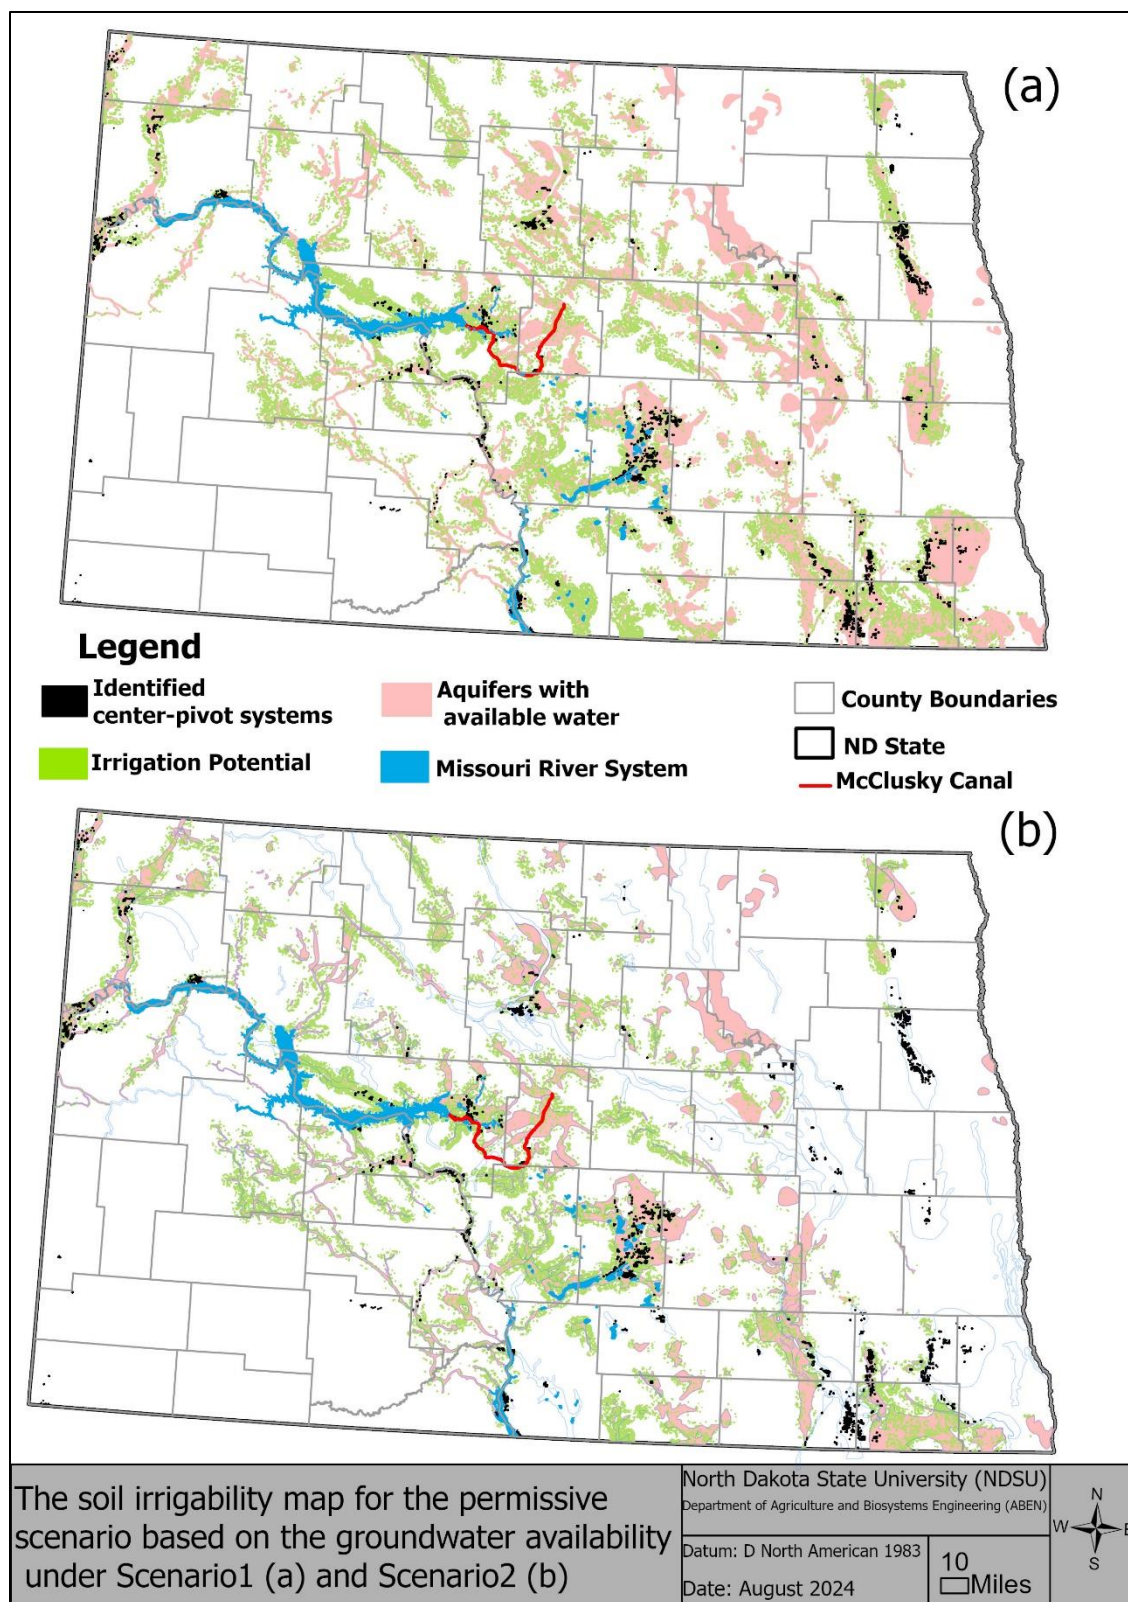 (a)
Legend
Identified
center-pivot systems
Aquifers with
available water
County Boundaries
Irrigation Potential
Missouri River System
ND State
McClusky Canal
(b)
The soil irrigability map for the permissive
scenario based on the groundwater availability
under Scenario1 (a) and Scenario2 (b)
North Dakota State University (NDSU)
Department of Agriculture and Biosystems Engineering (ABEN)
Datum: D North American 1983
Date: August 2024
10
Miles
N
W
E
S